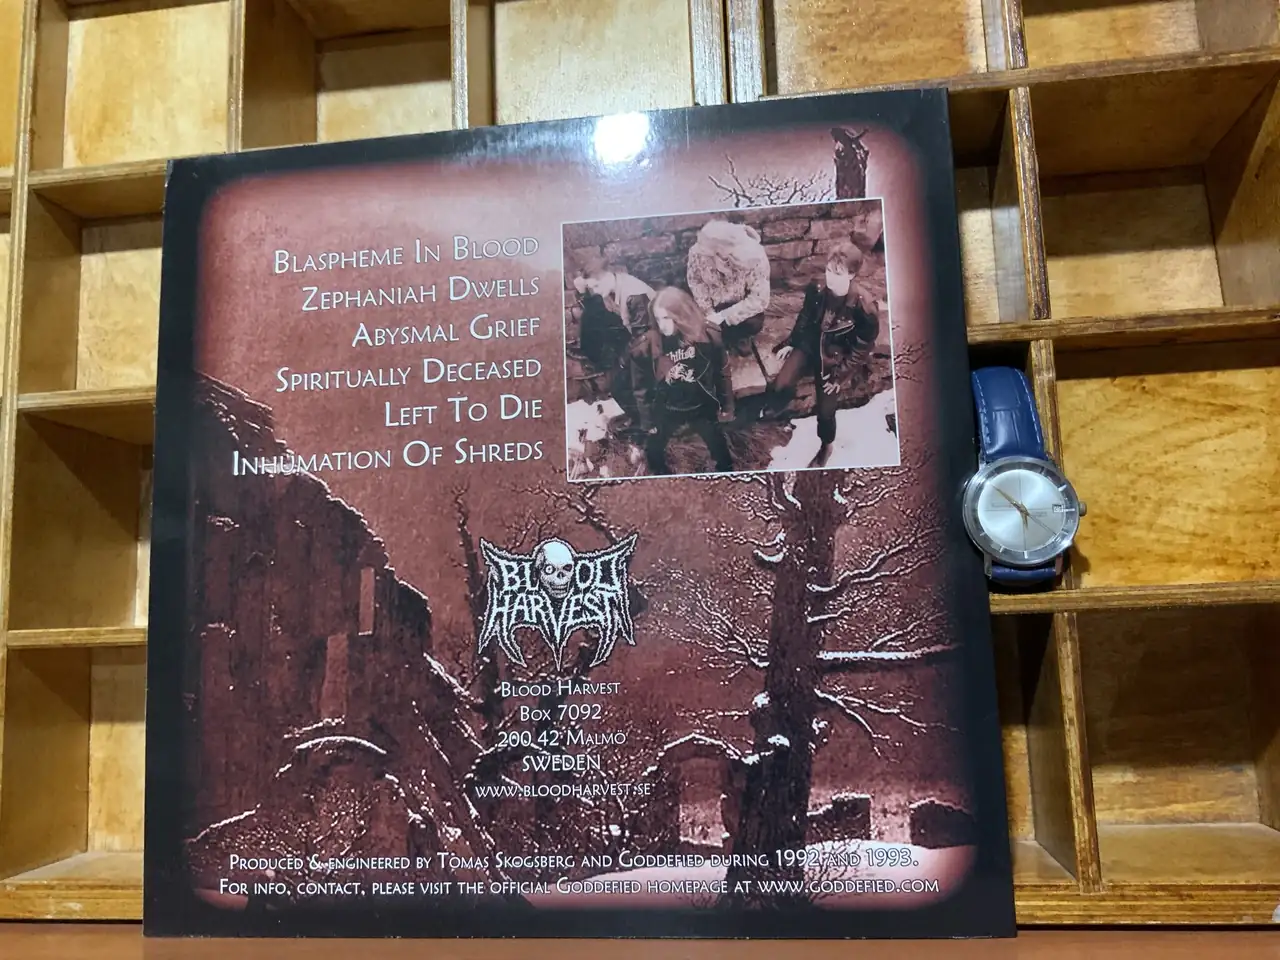 Blaspheme In Blood
Zephaniah Dwells
Abysmal Grief
Spiritually Deceased
Left To Die
Inhumation Of Shreds
BLOOD
HARVEST
Blood Harvest
Box 7092
200 42 Malmö
SWEDEN
www.bloodharvest.se
Produced & engineered by Tomas Skogsberg and Goddefied during 1992 and 1993.
For info, contact, please visit the official Goddefied homepage at www.goddefied.com